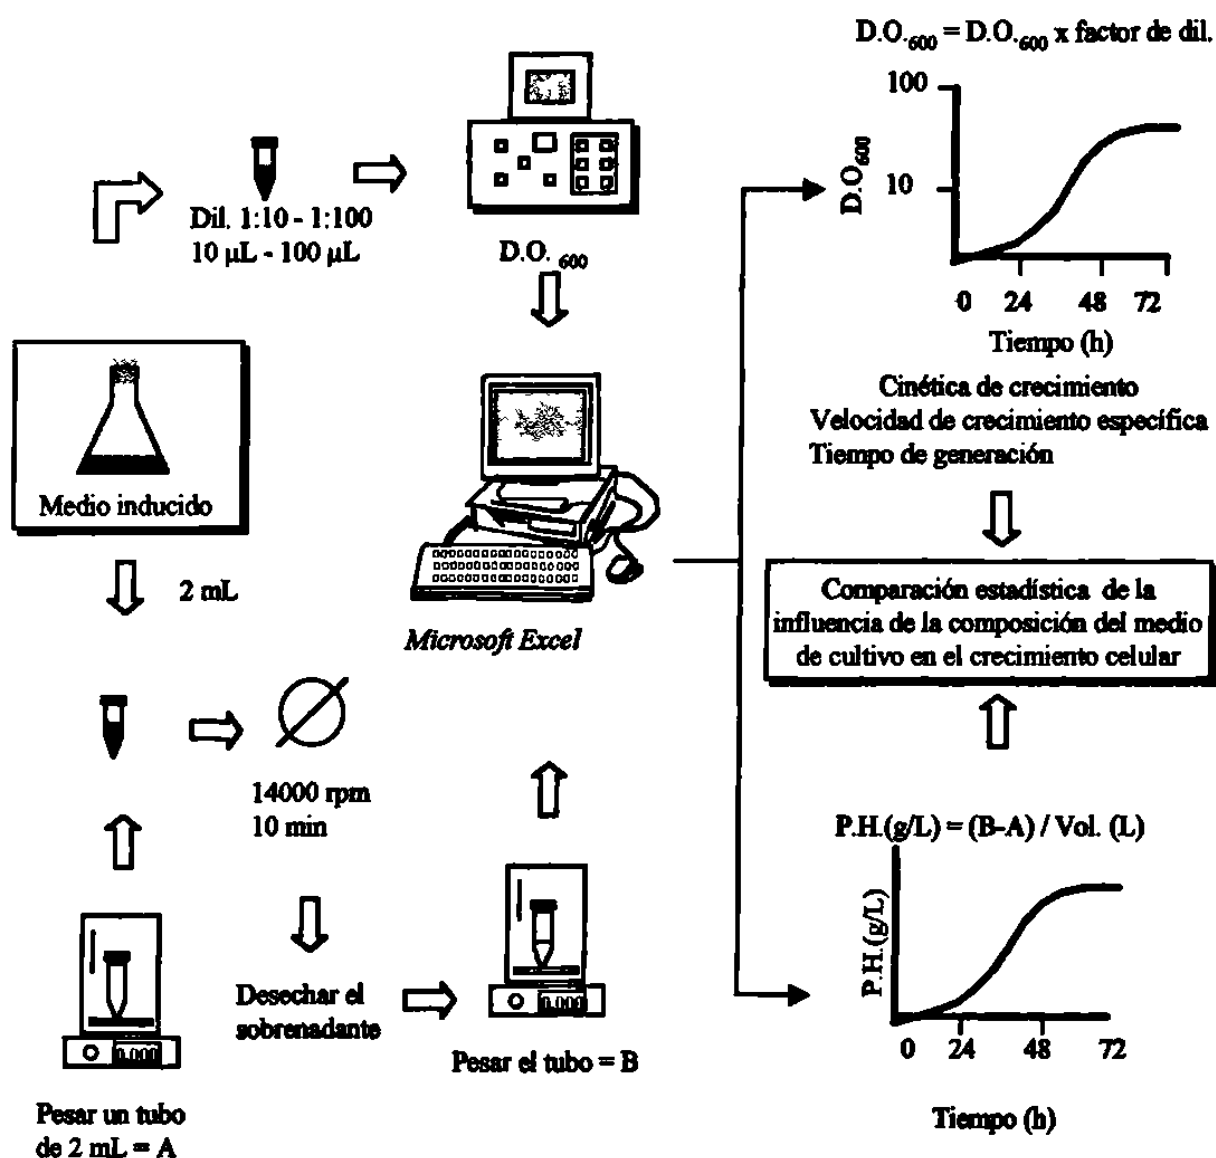 D.O.600 = D.O.600 x factor de dil.
100
10
D.O600
0 24 48 72
Tiempo (h)
Dil. 1:10 - 1:100
10 µL - 100 µL
D.O. 600
Medio inducido
2 mL
Microsoft Excel
Cinética de crecimiento
Velocidad de crecimiento específica
Tiempo de generación
Comparación estadística de la
influencia de la composición del medio
de cultivo en el crecimiento celular
14000 rpm
10 min
Desechar el
sobrenadante
0.000
Pesar un tubo
de 2 mL = A
0.000
Pesar el tubo = B
P.H.(g/L) = (B-A) / Vol. (L)
P.H.(g/L)
0 24 48 72
Tiempo (h)